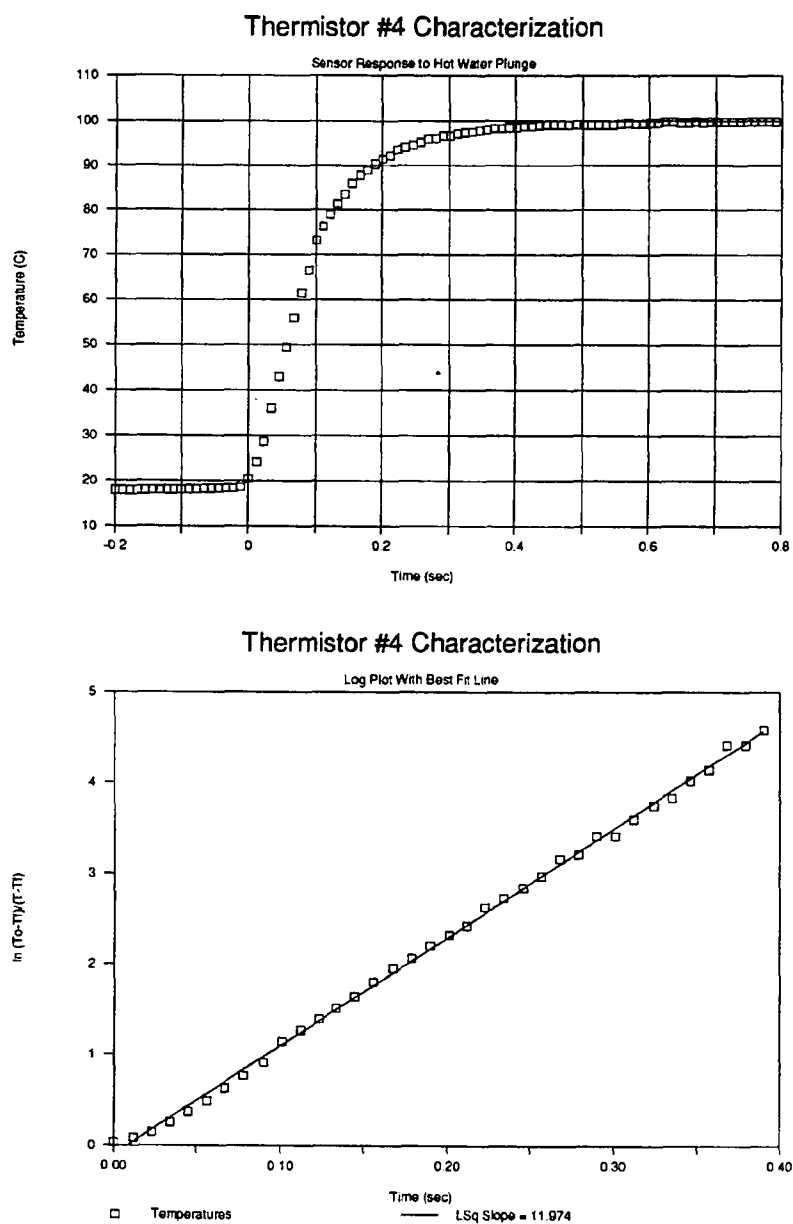 Thermistor #4 Characterization
Sensor Response to Hot Water Plunge
Temperature (C)
110
100
90
80
70
60
50
40
30
20
10
-0 2
0
0.2
0.4
0.6
0.8
Time (sec)
Thermistor #4 Characterization
Log Plot With Best Fit Line
ln (To-Tf)/(T-Tf)
5
4
3
2
1
0
0 00
0 10
0 20
0 30
0 40
Time (sec)
Temperatures
LSq Slope = 11.974